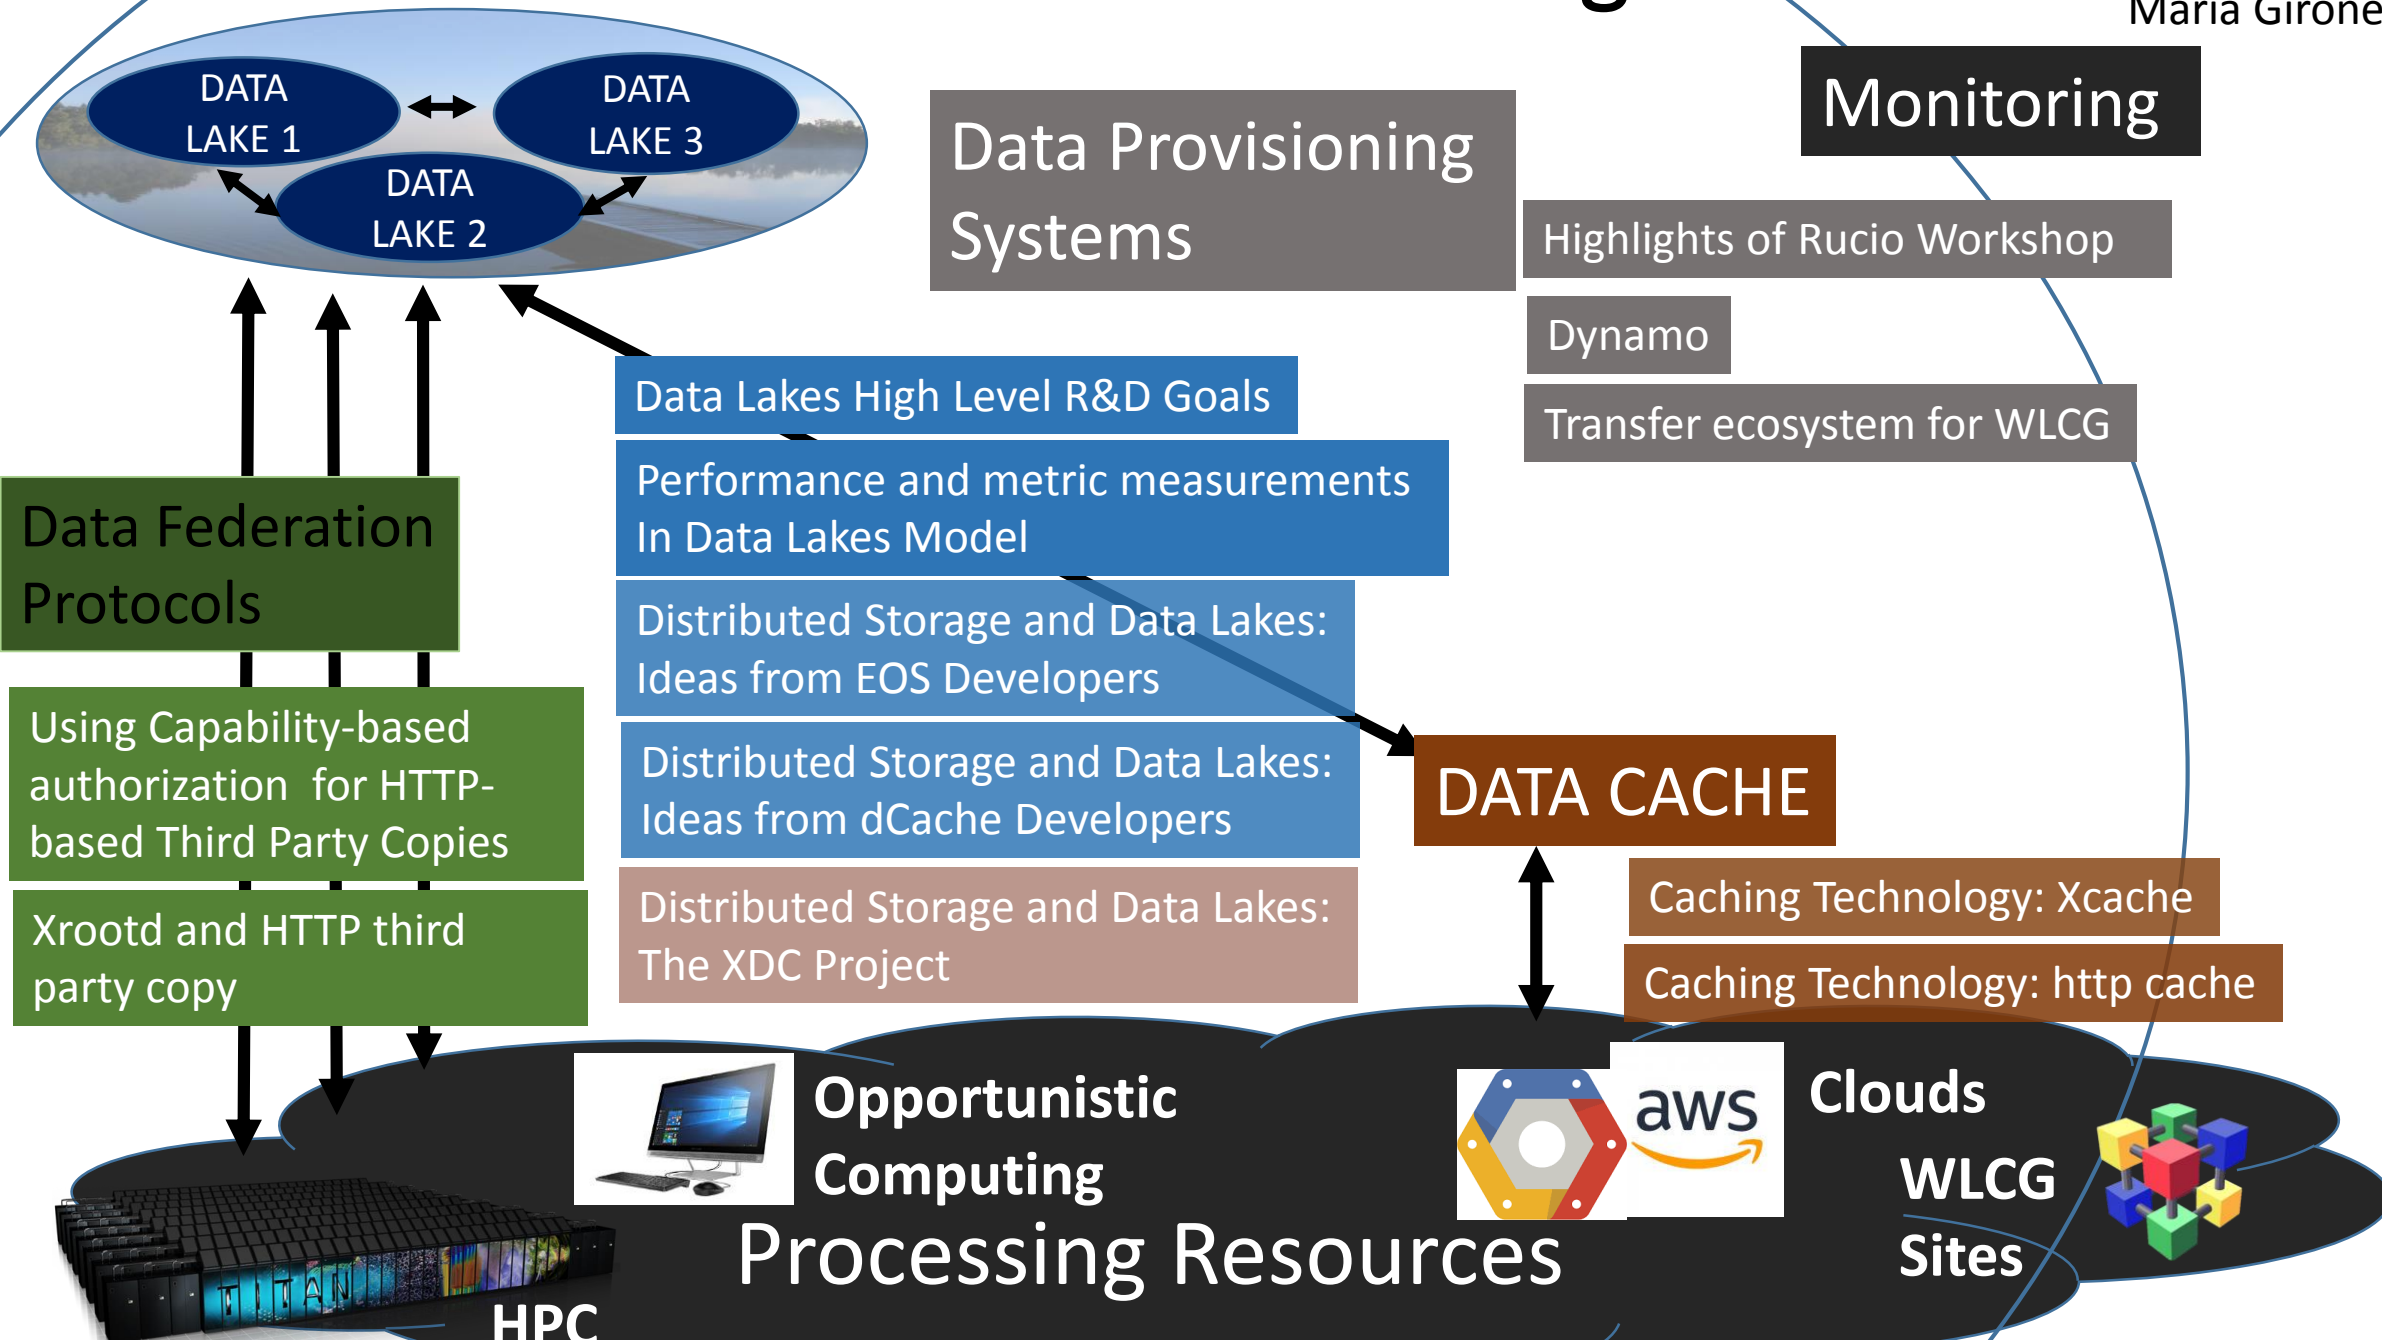 Maria Girone
DATA
LAKE 1
DATA
LAKE 3
DATA
LAKE 2
Monitoring
Data Provisioning
Systems
Highlights of Rucio Workshop
Dynamo
Transfer ecosystem for WLCG
Data Lakes High Level R&D Goals
Performance and metric measurements
In Data Lakes Model
Distributed Storage and Data Lakes:
Ideas from EOS Developers
Distributed Storage and Data Lakes:
Ideas from dCache Developers
Distributed Storage and Data Lakes:
The XDC Project
Data Federation
Protocols
Using Capability-based
authorization  for HTTP-
based Third Party Copies
Xrootd and HTTP third
party copy
DATA CACHE
Caching Technology: Xcache
Caching Technology: http cache
Opportunistic
Computing
aws
Clouds
WLCG
Sites
Processing Resources
TITAN
HPC